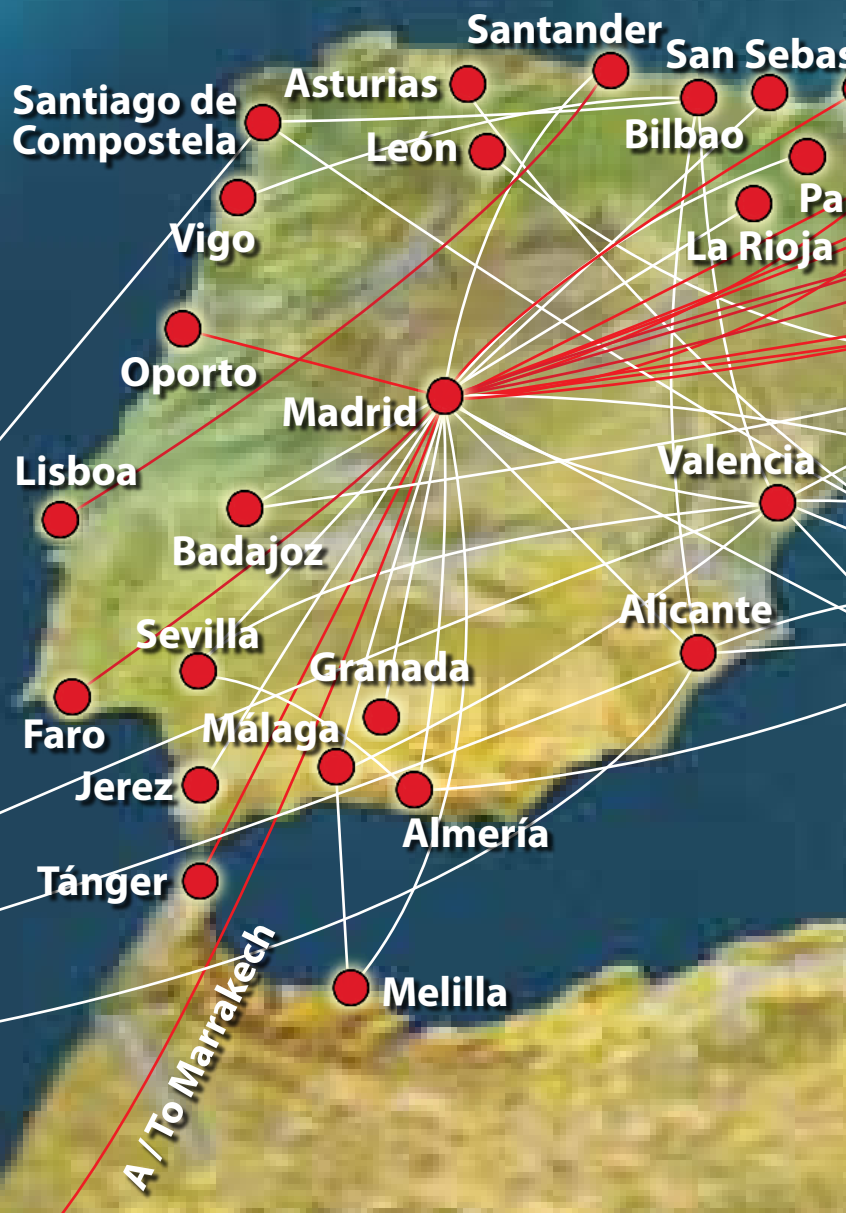 Santander
San Sebas
Asturias
Santiago de
Compostela
León
Bilbao
Vigo
Pa
La Rioja
Oporto
Madrid
Lisboa
Valencia
Badajoz
Alicante
Sevilla
Granada
Faro
Málaga
Jerez
Almería
Tánger
Melilla
A / To Marrakech